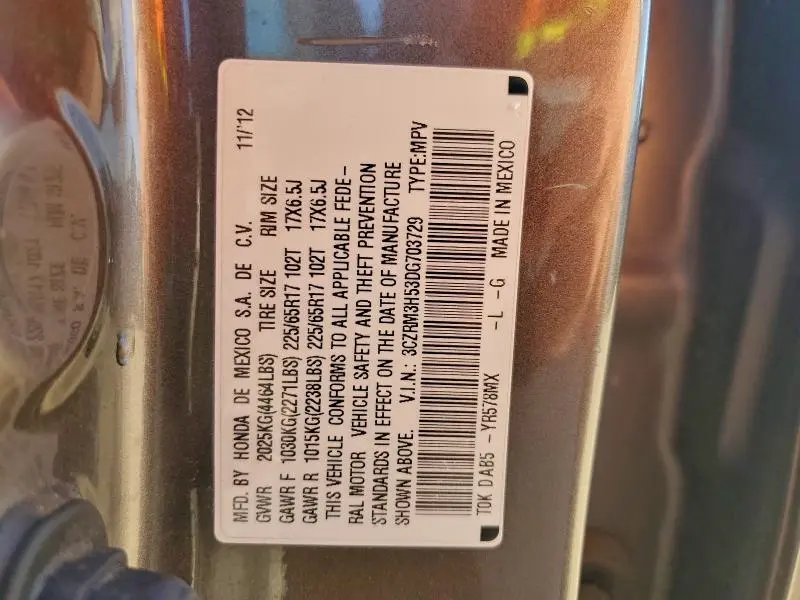 MFD. BY HONDA DE MEXICO S.A. DE C.V. 11/'12
GVWR 2025KG(4464LBS) TIRE SIZE RIM SIZE
GAWR F 1030KG(2271LBS) 225/65R17 102T 17X6.5J
GAWR R 1015KG(2238LBS) 225/65R17 102T 17X6.5J
THIS VEHICLE CONFORMS TO ALL APPLICABLE FEDE-
RAL MOTOR VEHICLE SAFETY AND THEFT PREVENTION
STANDARDS IN EFFECT ON THE DATE OF MANUFACTURE
SHOWN ABOVE. V.I.N.: 3CZRM3H53DG703729 TYPE:MPV
T0K DAB5 -YR578MX -L -G MADE IN MEXICO